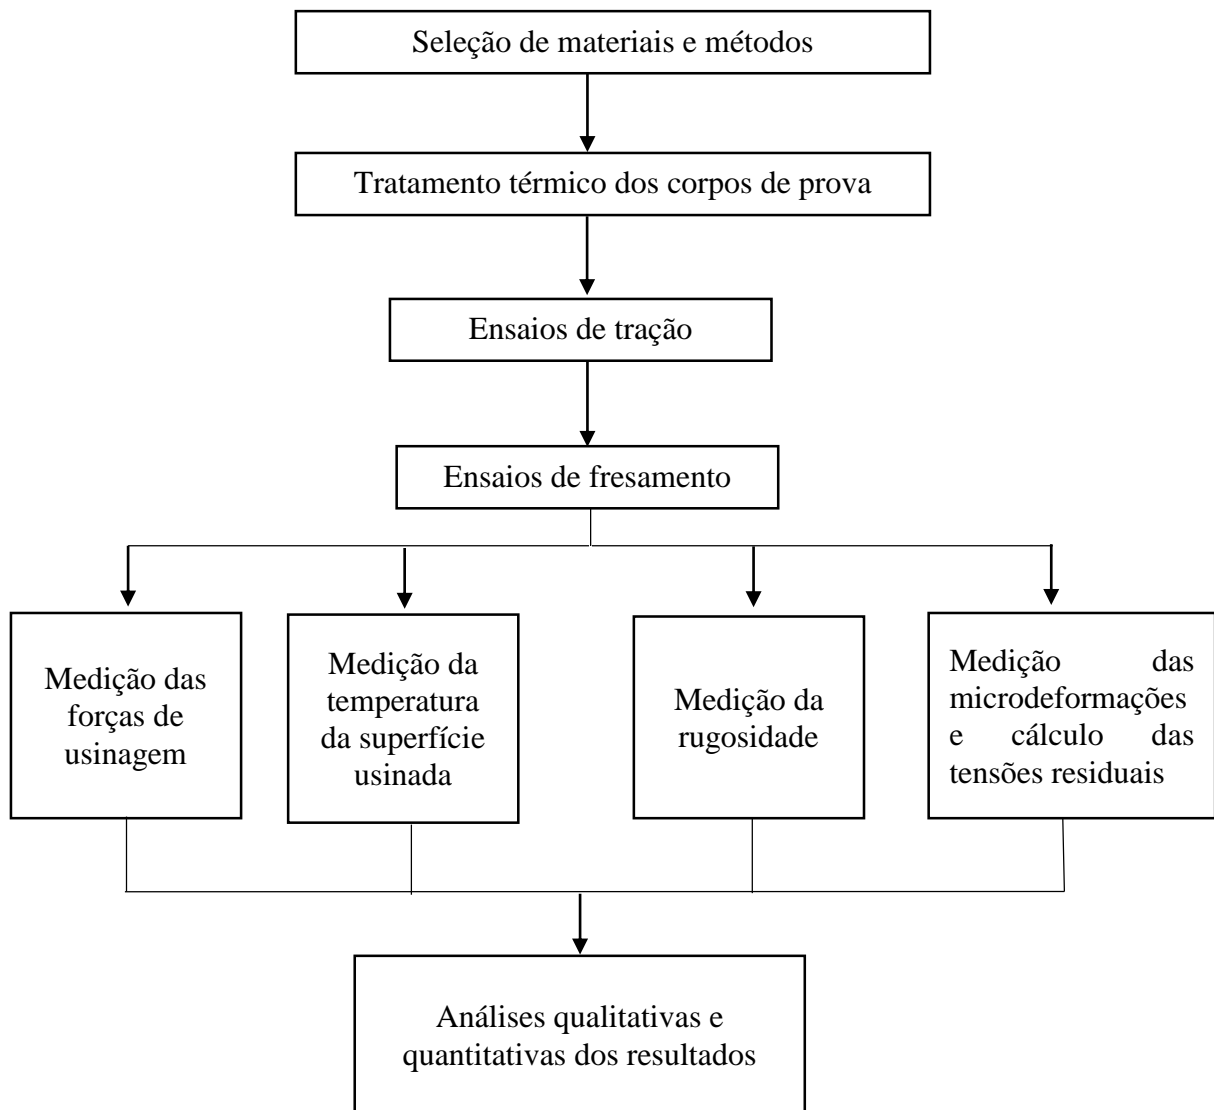 Seleção de materiais e métodos
Tratamento térmico dos corpos de prova
Ensaios de tração
Ensaios de fresamento
Medição das
forças de
usinagem
Medição da
temperatura
da superfície
usinada
Medição da
rugosidade
Medição das
microdeformações
e cálculo das
tensões residuais
Análises qualitativas e
quantitativas dos resultados